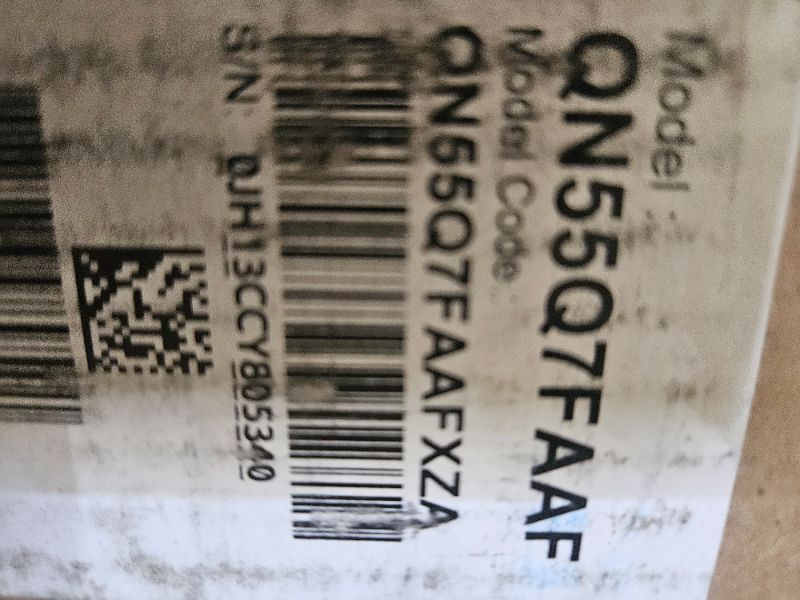 Model :
QN55Q7FAAF
Model Code :
QN55Q7FAAFXZA
S/N : 0JH13CCY805340